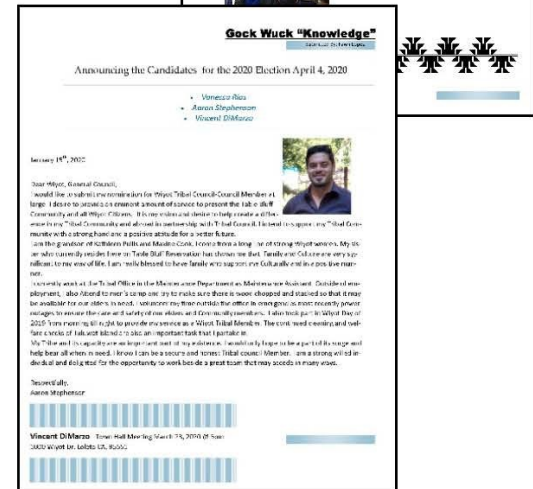 Gock Wuck "Knowledge"
Announcing the Candidates for the 2020 Election April 4, 2020
• Vanessa Rios
• Aaron Stephenson
• Vincent DiMarzo
January 15th, 2020
Dear Wiyot, General Council,
I would like to submit my nomination for Wiyot Tribal Council-Council Member at
large. I desire to provide an eminent amount of service to present the Table Bluff
Community and all Wiyot Citizens. It is my vision and desire to help create a differ-
ence in my Tribal Community and abroad in partnership with Tribal Council. I intend to support my Tribal Com-
munity with a strong hand and a positive attitude for a better future.
I am the grandson of Kathleen Pulls and Maxine Cook, I come from a long line of strong Wiyot women. My sis-
ter who currently resides here on Table Bluff Reservation has shown me that Family and Culture are very sig-
nificant to my way of life. I am really blessed to have family who support me Culturally and in a positive man-
ner.
I currently work at the Tribal Office in the Maintenance Department as Maintenance Assistant. Outside of em-
ployment, I also Attend to men's camp and try to make sure there is wood chopped and stacked so that it may
be available for our elders in need. I volunteer my time outside the office in emergency as most recently power
outages to ensure the care and safety of our elders and Community members. I also took part in Wiyot Day of
2019 from morning till night to provide my service as a Wiyot Tribal Member. The continued cleaning and wel-
fare checks of Tuluwat Island are also an important task that I partake in.
My Tribe and its capacity are an important part of my existence. I would only hope to be a part of its surge and
help bear all when in need. I know I can be a secure and honest Tribal council Member. I am a strong willed in-
dividual and delighted for the opportunity to work beside a great team that may accede in many ways.
Respectfully,
Aaron Stephenson
Vincent DiMarzo Town Hall Meeting March 23, 2020 @ 5pm
1000 Wiyot Dr. Loleta CA, 95551